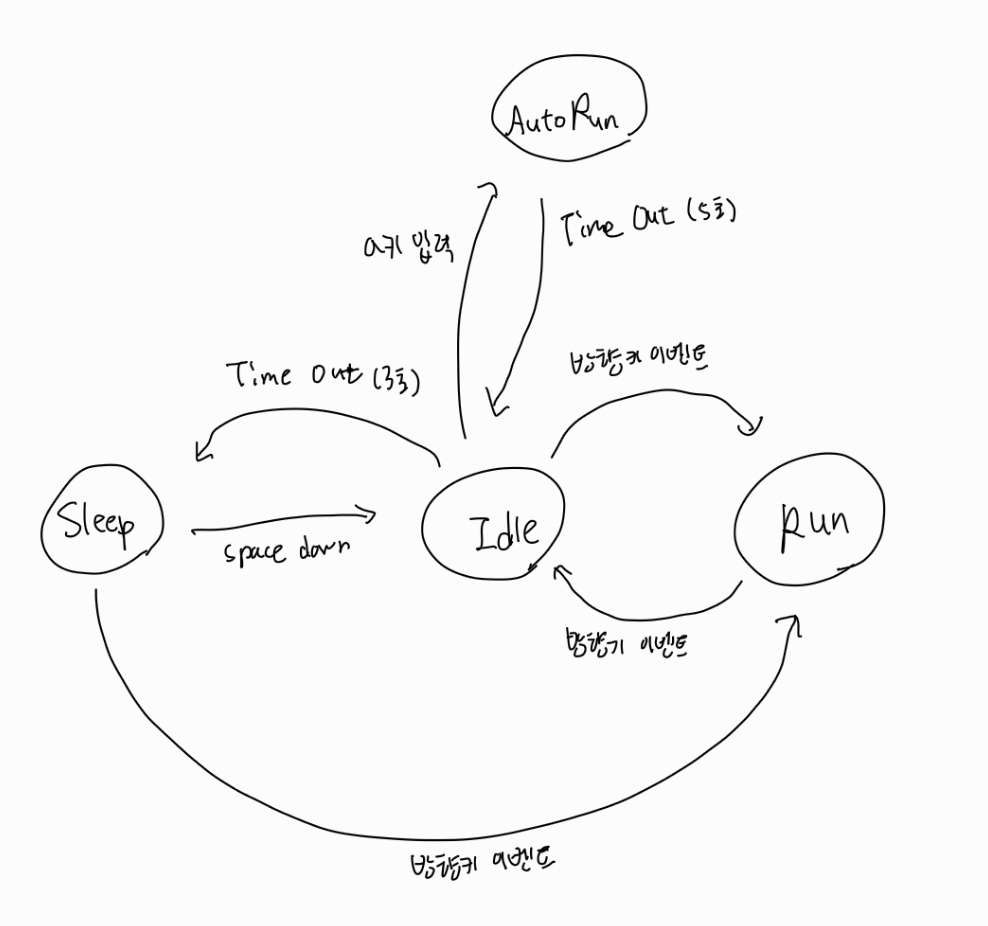 AutoRun
a키 입력
Time Out (5초)
방향키 이벤트
Time Out (3초)
Sleep
Idle
Run
space down
방향키 이벤트
방향키 이벤트